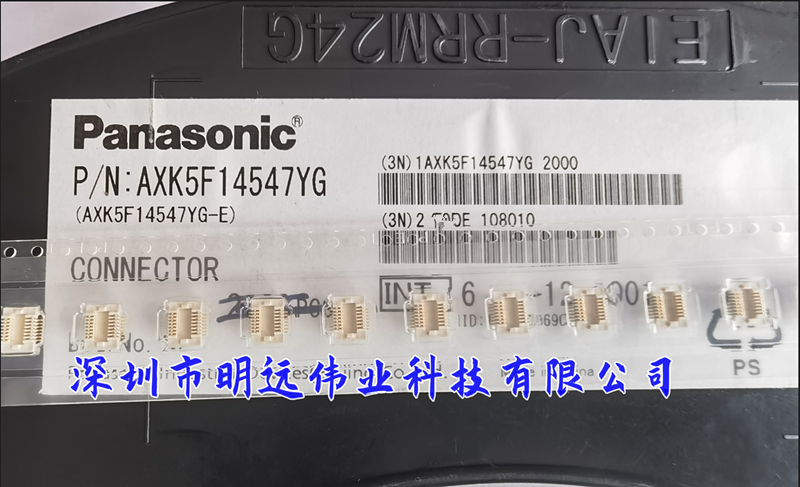 EIAJ-RRM24G
Panasonic®
(3N)1AXK5F14547YG 2000
P/N:AXK5F14547YG
(AXK5F14547YG-E)
(3N)2
108010
CONNECTOR
INT 6
No.
深圳市明远伟业科技有限公司
PS